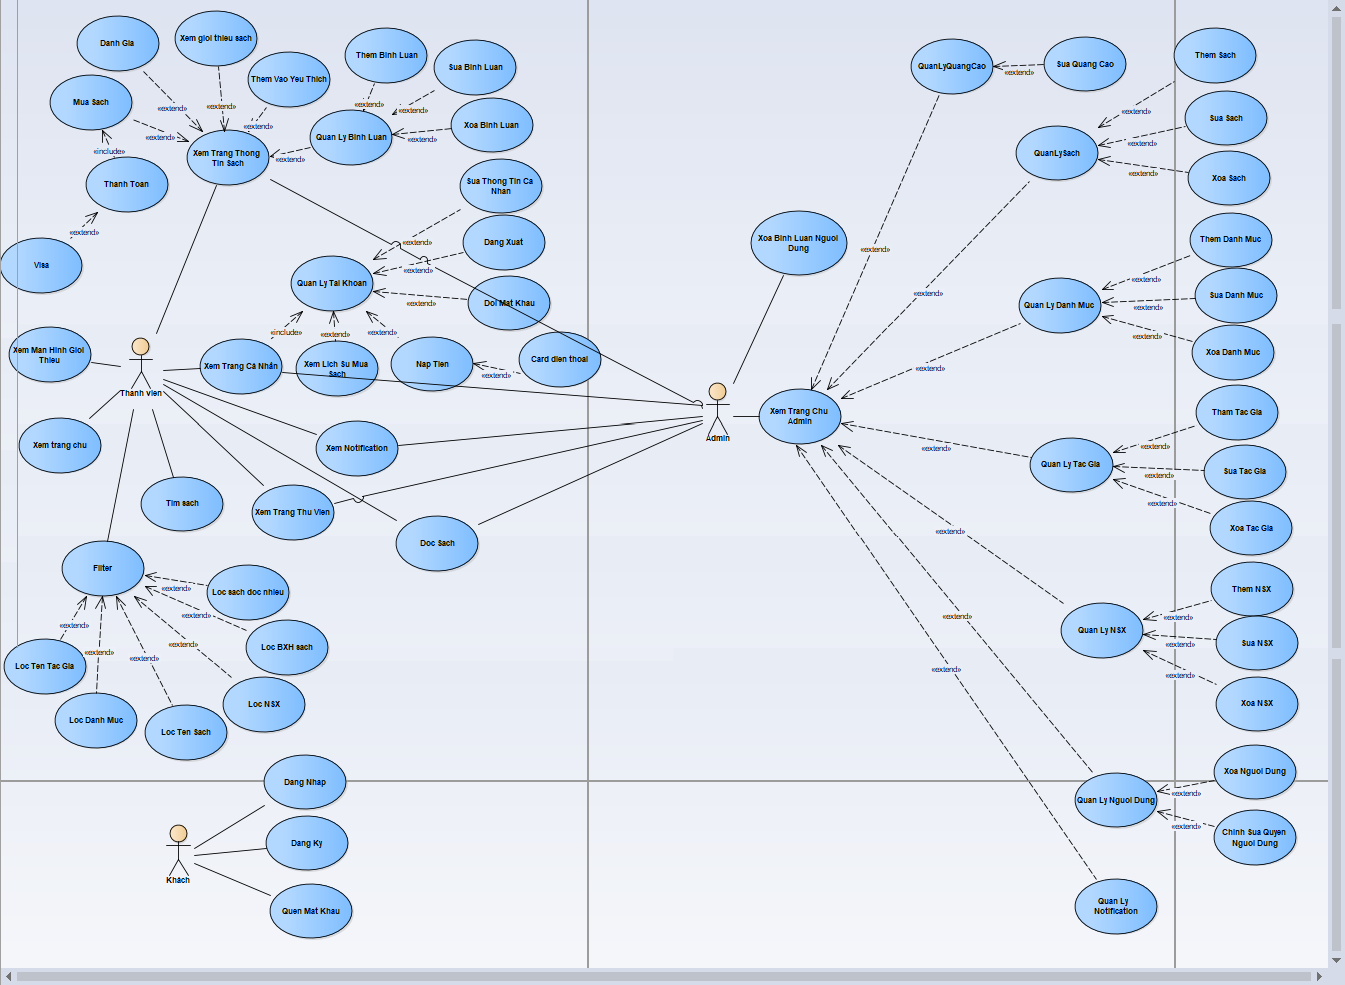 Danh Gia
Xem gioi thieu sach
Them Vao Yeu Thich
Them Binh Luan
Sua Binh Luan
Xoa Binh Luan
Mua Sach
Quan Ly Binh Luan
Xem Trang Thong
Tin Sach
Thanh Toan
Visa
«extend»
«extend»
«extend»
«extend»
«extend»
«extend»
«extend»
«extend»
«include»
«extend»
Sua Thong Tin Ca
Nhan
Dang Xuat
Quan Ly Tai Khoan
Doi Mat Khau
«extend»
«extend»
«extend»
«include»
«extend»
«extend»
Xem Man Hinh Gioi
Thieu
Thanh vien
Xem Trang Cá Nhân
Xem Lich Su Mua
Sach
Nap Tien
«extend»
Card dien thoai
Xem trang chu
Xem Notification
Tim sach
Xem Trang Thu Vien
Doc Sach
Filter
Loc sach doc nhieu
Loc BXH sach
Loc NSX
Loc Ten Sach
Loc Danh Muc
Loc Ten Tac Gia
«extend»
«extend»
«extend»
«extend»
«extend»
«extend»
Khách
Dang Nhap
Dang Ky
Quen Mat Khau
Admin
Xoa Binh Luan Nguoi
Dung
Xem Trang Chu
Admin
QuanLyQuangCao
«extend»
Sua Quang Cao
«extend»
QuanLySach
Them Sach
Sua Sach
Xoa Sach
«extend»
«extend»
«extend»
«extend»
Quan Ly Danh Muc
Them Danh Muc
Sua Danh Muc
Xoa Danh Muc
«extend»
«extend»
«extend»
«extend»
Quan Ly Tac Gia
Tham Tac Gia
Sua Tac Gia
Xoa Tac Gia
«extend»
«extend»
«extend»
«extend»
Quan Ly NSX
Them NSX
Sua NSX
Xoa NSX
«extend»
«extend»
«extend»
«extend»
Quan Ly Nguoi Dung
Xoa Nguoi Dung
Chinh Sua Quyen
Nguoi Dung
«extend»
«extend»
«extend»
Quan Ly
Notification
«extend»